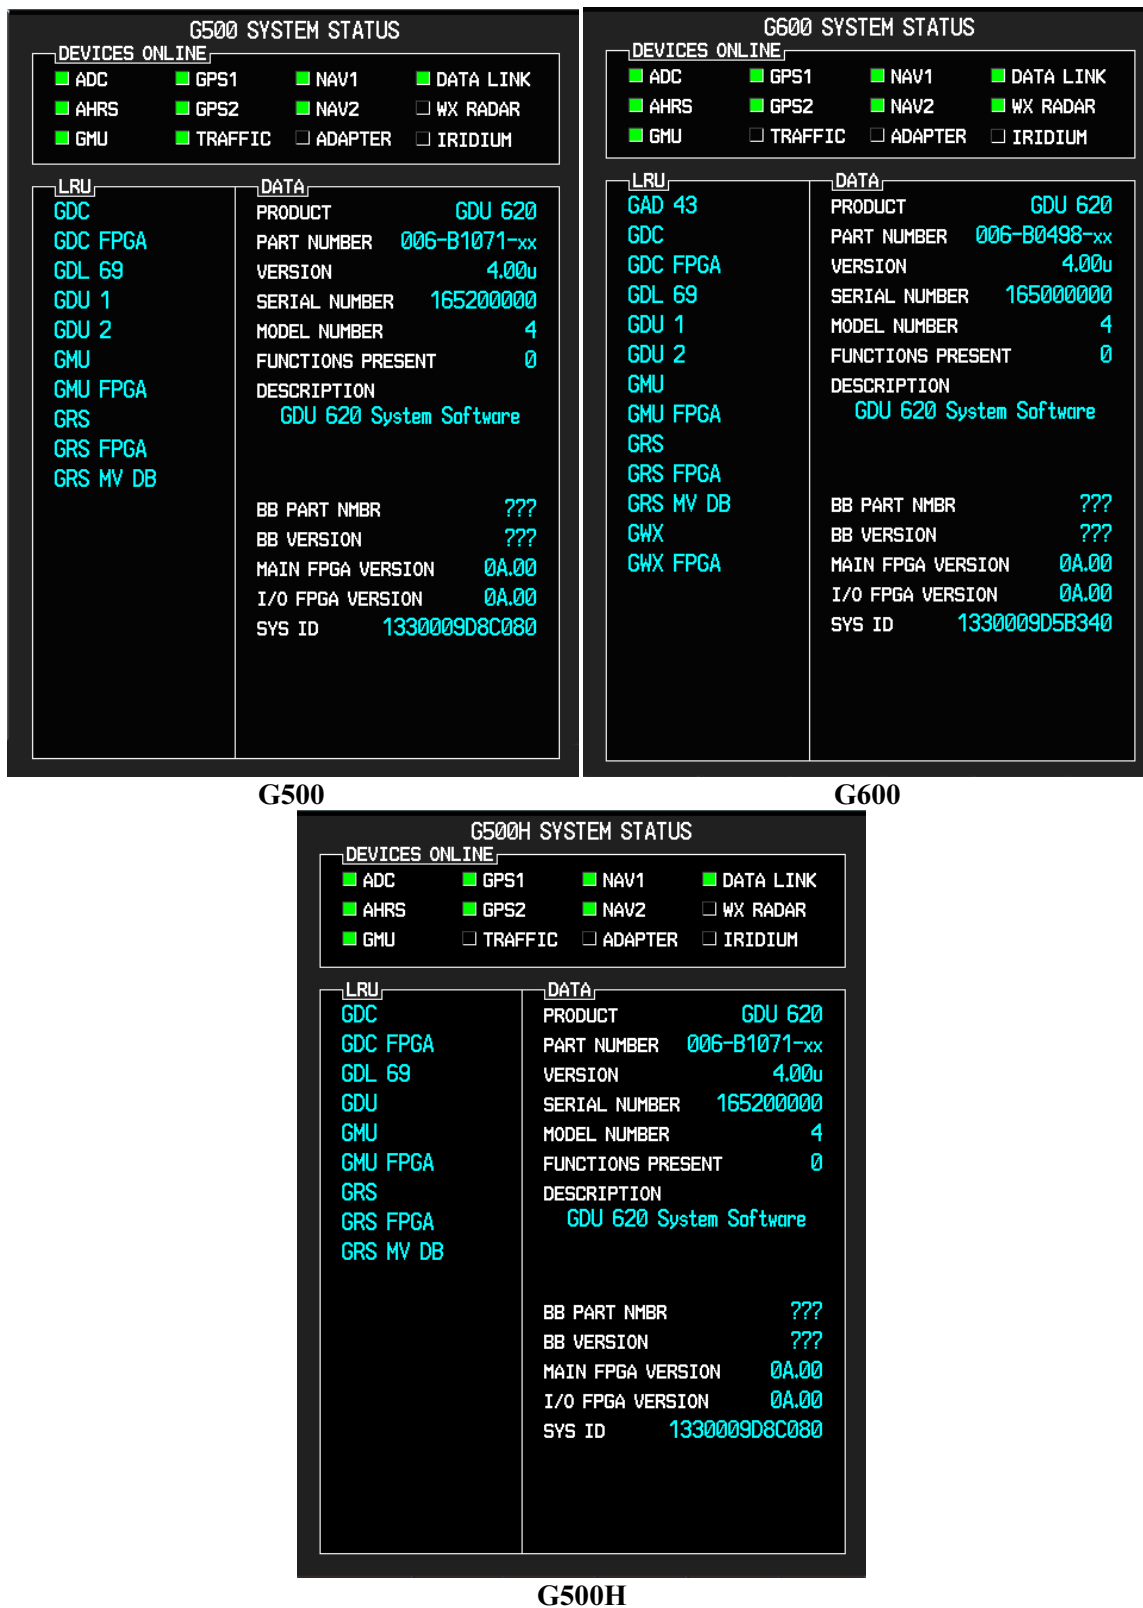 G500 SYSTEM STATUS
DEVICES ONLINE
ADC GPS1 NAV1 DATA LINK
AHRS GPS2 NAV2 WX RADAR
GMU TRAFFIC ADAPTER IRIDIUM
LRU
GDC
GDC FPGA
GDL 69
GDU 1
GDU 2
GMU
GMU FPGA
GRS
GRS FPGA
GRS MV DB
DATA
PRODUCT GDU 620
PART NUMBER 006-B1071-xx
VERSION 4.00u
SERIAL NUMBER 165200000
MODEL NUMBER 4
FUNCTIONS PRESENT 0
DESCRIPTION
GDU 620 System Software
BB PART NMBR ???
BB VERSION ???
MAIN FPGA VERSION 0A.00
I/O FPGA VERSION 0A.00
SYS ID 1330009D8C080
G500
G600 SYSTEM STATUS
DEVICES ONLINE
ADC GPS1 NAV1 DATA LINK
AHRS GPS2 NAV2 WX RADAR
GMU TRAFFIC ADAPTER IRIDIUM
LRU
GAD 43
GDC
GDC FPGA
GDL 69
GDU 1
GDU 2
GMU
GMU FPGA
GRS
GRS FPGA
GRS MV DB
GWX
GWX FPGA
DATA
PRODUCT GDU 620
PART NUMBER 006-B0498-xx
VERSION 4.00u
SERIAL NUMBER 165000000
MODEL NUMBER 4
FUNCTIONS PRESENT 0
DESCRIPTION
GDU 620 System Software
BB PART NMBR ???
BB VERSION ???
MAIN FPGA VERSION 0A.00
I/O FPGA VERSION 0A.00
SYS ID 1330009D5B340
G600
G500H SYSTEM STATUS
DEVICES ONLINE
ADC GPS1 NAV1 DATA LINK
AHRS GPS2 NAV2 WX RADAR
GMU TRAFFIC ADAPTER IRIDIUM
LRU
GDC
GDC FPGA
GDL 69
GDU
GMU
GMU FPGA
GRS
GRS FPGA
GRS MV DB
DATA
PRODUCT GDU 620
PART NUMBER 006-B1071-xx
VERSION 4.00u
SERIAL NUMBER 165200000
MODEL NUMBER 4
FUNCTIONS PRESENT 0
DESCRIPTION
GDU 620 System Software
BB PART NMBR ???
BB VERSION ???
MAIN FPGA VERSION 0A.00
I/O FPGA VERSION 0A.00
SYS ID 1330009D8C080
G500H